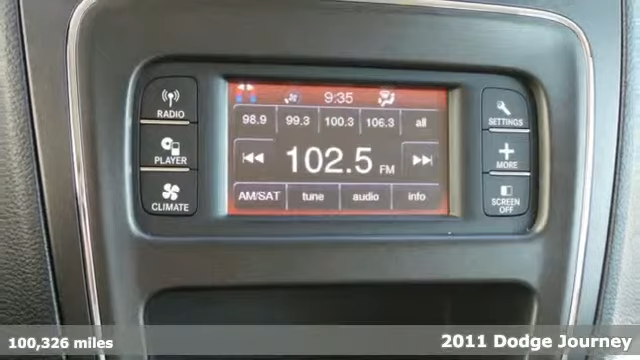 9:35
RADIO
98.9 99.3 100.3 106.3 all
SETTINGS
PLAYER
102.5 FM
MORE
CLIMATE
AM/SAT tune audio info
SCREEN
OFF
100,326 miles
2011 Dodge Journey